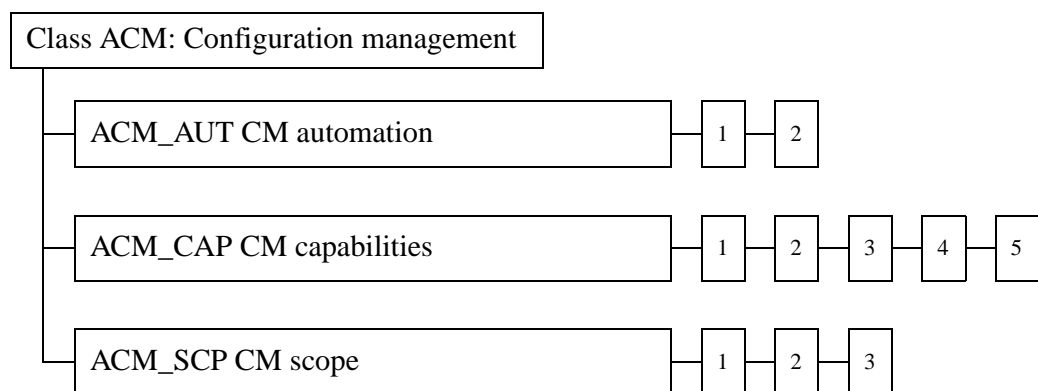 Class ACM: Configuration management
ACM_AUT CM automation 1 2
ACM_CAP CM capabilities 1 2 3 4 5
ACM_SCP CM scope 1 2 3